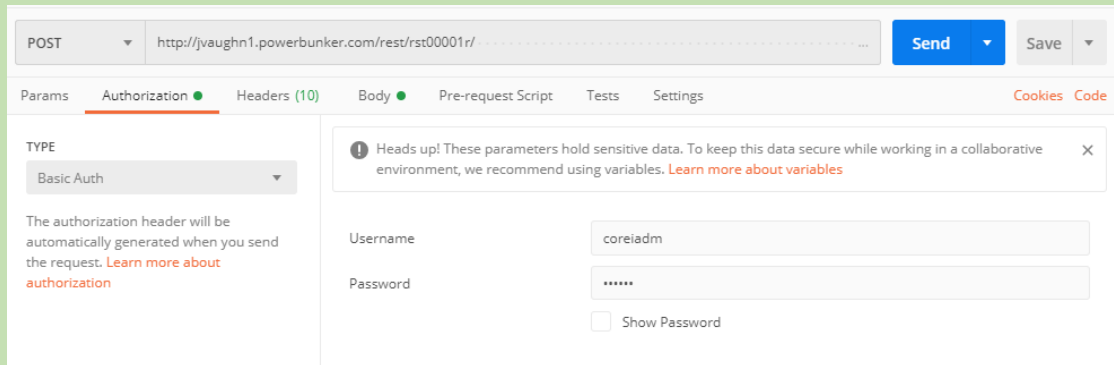 POST
http://jvaughn1.powerbunker.com/rest/rst00001r/
...
Send
Save
Params
Authorization
Headers (10)
Body
Pre-request Script
Tests
Settings
Cookies
Code
TYPE
Basic Auth
The authorization header will be
automatically generated when you send
the request. Learn more about
authorization
Heads up! These parameters hold sensitive data. To keep this data secure while working in a collaborative
environment, we recommend using variables. Learn more about variables
Username
coreiadm
Password
••••••
Show Password